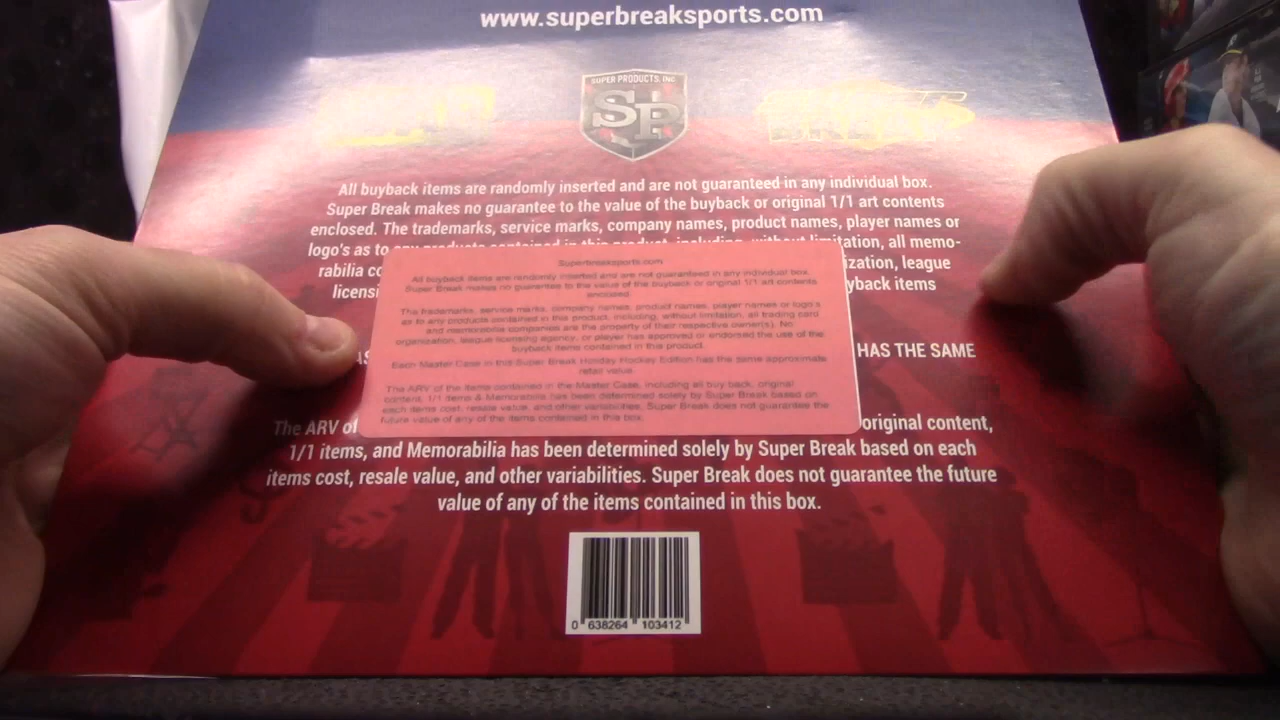 www.superbreaksports.com
SUPER PRODUCTS, INC
SP
All buyback items are randomly inserted and are not guaranteed in any individual box.
Super Break makes no guarantee to the value of the buyback or original 1/1 art contents
enclosed. The trademarks, service marks, company names, product names, player names or
logo's as to any products contained in this product, including, without limitation, all memo-
rabilia ization, league
licensi yback items
Superbreaksports.com
All buyback items are randomly inserted and are not guaranteed in any individual box.
Super Break makes no guarantee to the value of the buyback or original 1/1 art contents
enclosed.
The trademarks, service marks, company names, product names, player names or logo's
as to any products contained in this product, including, without limitation, all trading card
and memorabilia companies are the property of their respective owner(s). No
organization, league licensing agency, or player has approved or endorsed the use of the
buyback items contained in this product.
Each Master Case in this Super Break Holiday Hockey Edition has the same approximate
retail value.
The ARV of the items contained in the Master Case, including all buy back, original
content, 1/1 items & Memorabilia has been determined solely by Super Break based on
each items cost, resale value, and other variabilities. Super Break does not guarantee the
future value of any of the items contained in this box.
HAS THE SAME
The ARV of original content,
1/1 items, and Memorabilia has been determined solely by Super Break based on each
items cost, resale value, and other variabilities. Super Break does not guarantee the future
value of any of the items contained in this box.
0 638264 103412